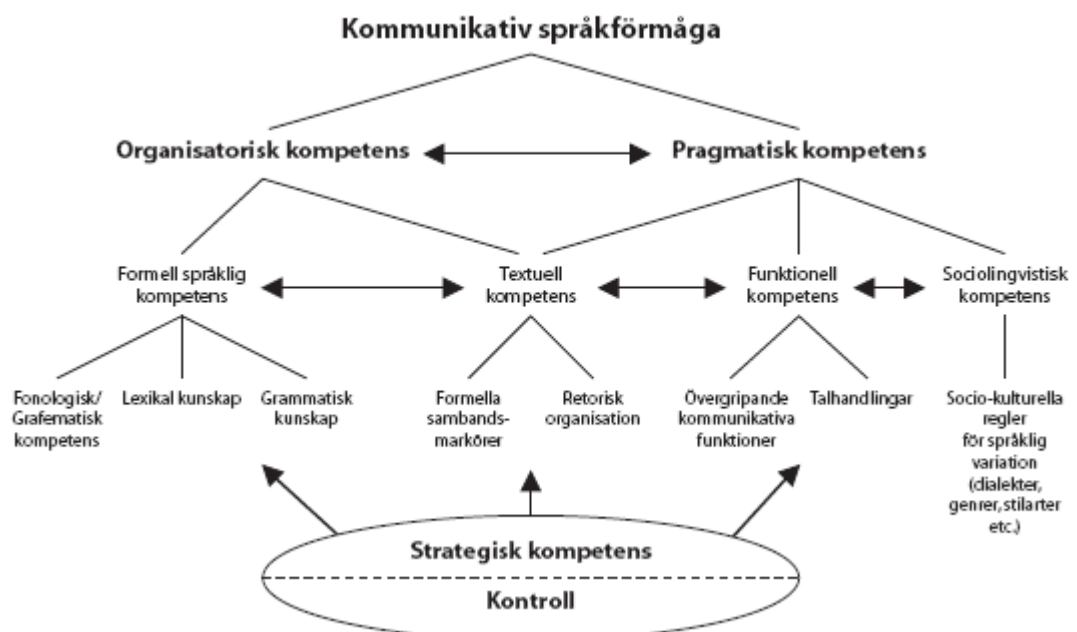 Kommunikativ språkförmåga
Organisatorisk kompetens
Pragmatisk kompetens
Formell språklig
kompetens
Textuell
kompetens
Funktionell
kompetens
Sociolingvistisk
kompetens
Fonologisk/
Grafematisk
kompetens
Lexikal kunskap
Grammatisk
kunskap
Formella
sambands-
markörer
Retorisk
organisation
Övergripande
kommunikativa
funktioner
Talhandlingar
Socio-kulturella
regler
för språklig
variation
(dialekter,
genrer, stilarter
etc.)
Strategisk kompetens
Kontroll